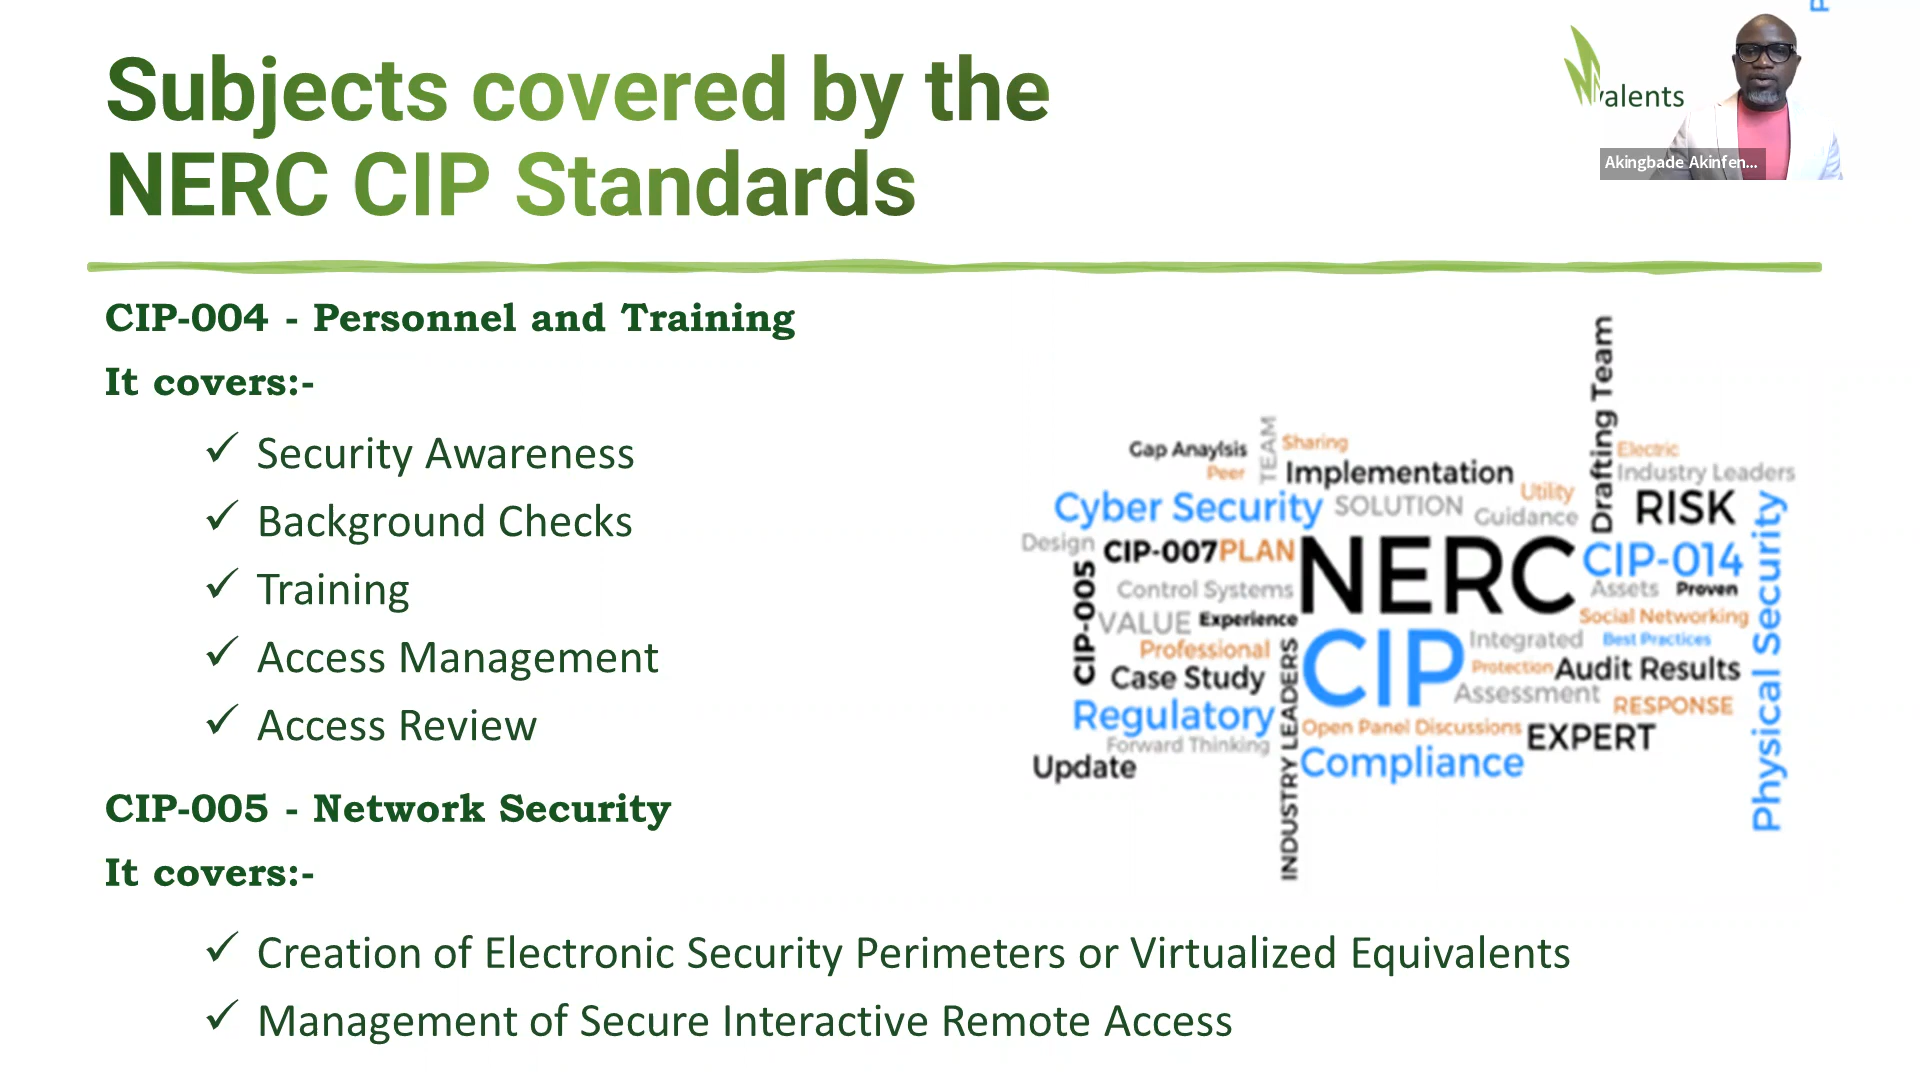 Subjects covered by the
NERC CIP Standards
alents
Akingbade Akinfen...
CIP-004 - Personnel and Training
It covers:-
✓ Security Awareness
✓ Background Checks
✓ Training
✓ Access Management
✓ Access Review
CIP-005 - Network Security
It covers:-
✓ Creation of Electronic Security Perimeters or Virtualized Equivalents
✓ Management of Secure Interactive Remote Access
Gap Anaylsis
TEAM
Sharing
Peer
Implementation
Drafting Team
Electric
Industry Leaders
Cyber Security
SOLUTION
Utility
Guidance
RISK
Design
CIP-007
PLAN
NERC
CIP-014
Physical Security
CIP-005
Control Systems
Assets
Proven
VALUE
Experience
Social Networking
Professional
CIP
Integrated
Best Practices
Case Study
INDUSTRY LEADERS
Protection
Audit Results
Assessment
RESPONSE
Regulatory
Open Panel Discussions
EXPERT
Forward Thinking
Update
Compliance